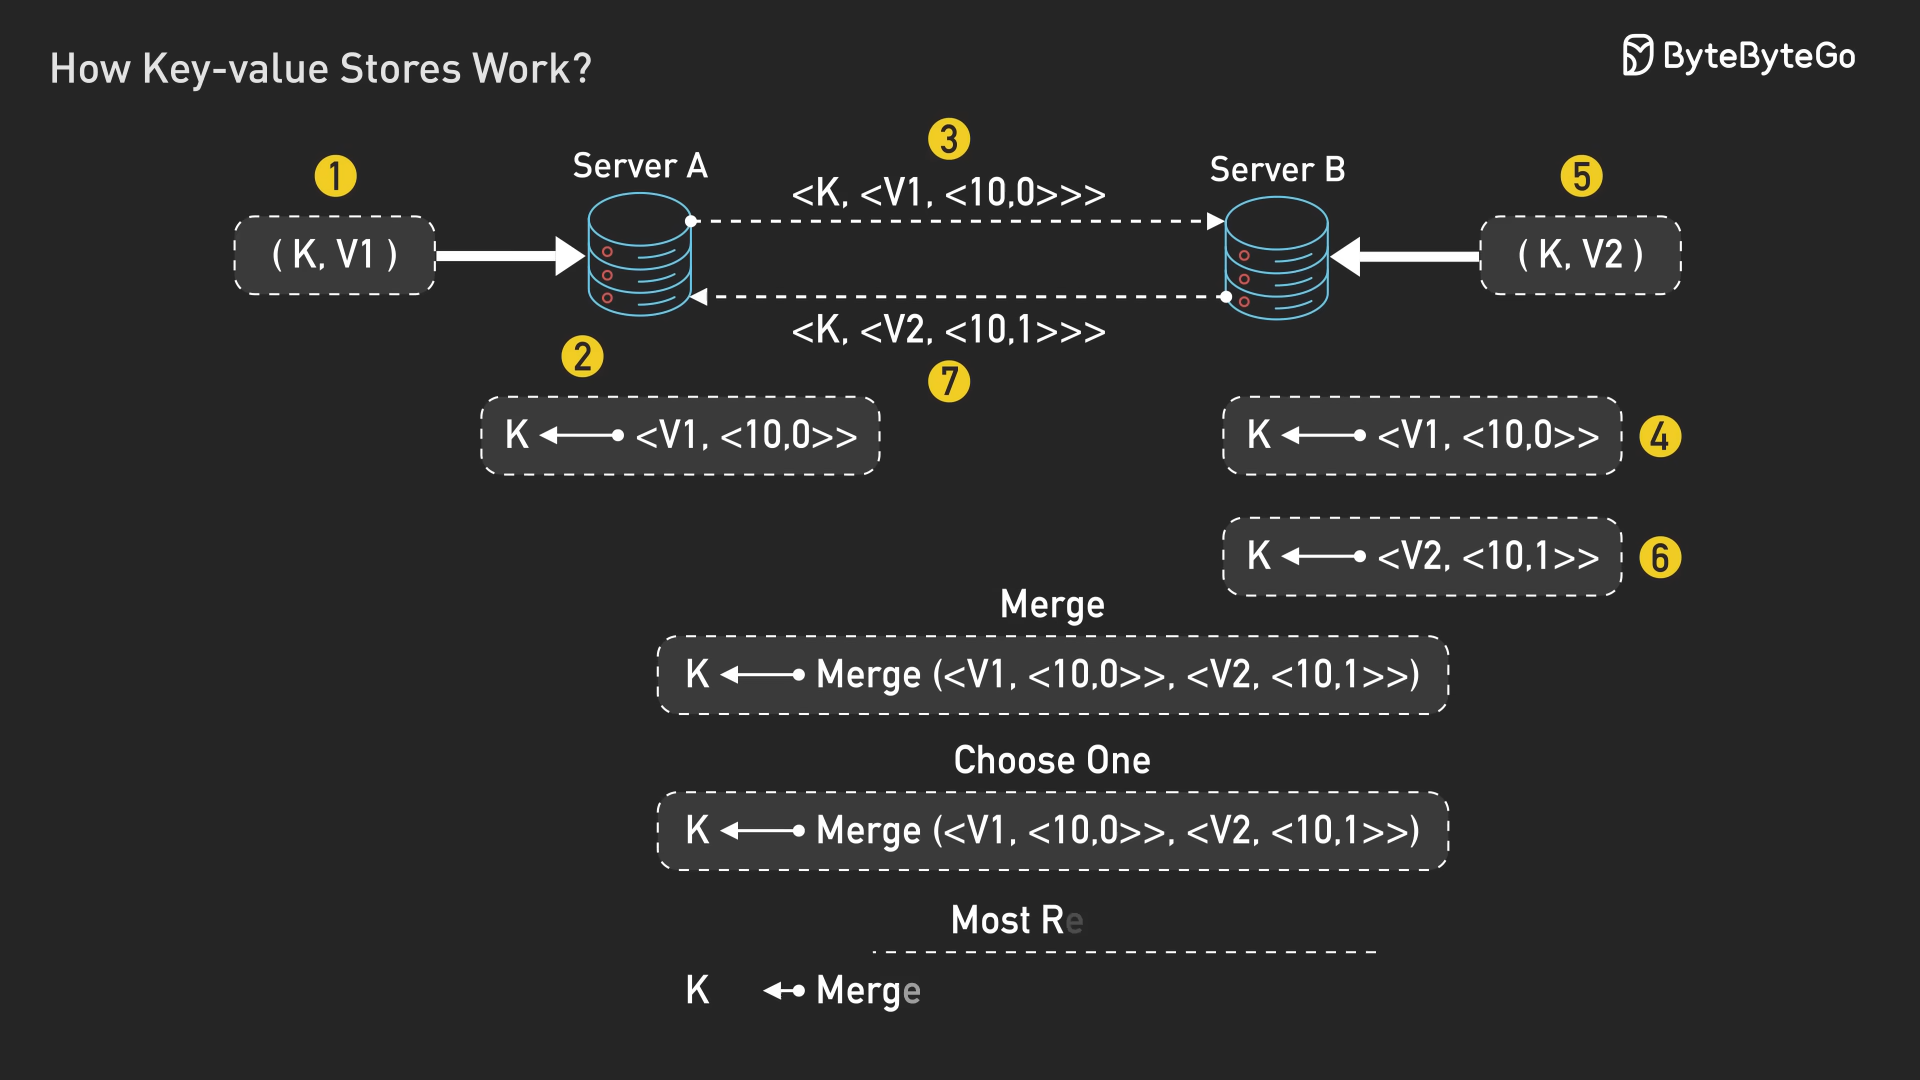 How Key-value Stores Work?
ByteByteGo
3
1
Server A
Server B
5
<K, <V1, <10,0>>>
( K, V1 )
( K, V2 )
<K, <V2, <10,1>>>
2
7
K <V1, <10,0>>
K <V1, <10,0>>
4
K <V2, <10,1>>
6
Merge
K Merge (<V1, <10,0>>, <V2, <10,1>>)
Choose One
K Merge (<V1, <10,0>>, <V2, <10,1>>)
Most Re
K Merge